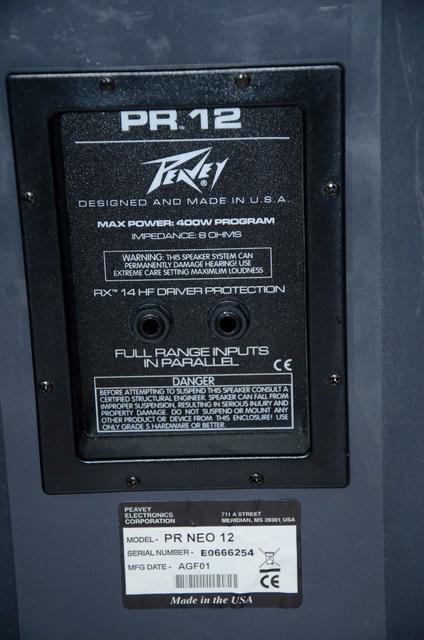 PR™12
PEAVEY®
DESIGNED AND MADE IN U.S.A.
MAX POWER: 400W PROGRAM
IMPEDANCE: 8 OHMS
WARNING: THIS SPEAKER SYSTEM CAN
PERMANENTLY DAMAGE HEARING! USE
EXTREME CARE SETTING MAXIMUM LOUDNESS
RX™ 14 HF DRIVER PROTECTION
FULL RANGE INPUTS
IN PARALLEL
CE
DANGER
BEFORE ATTEMPTING TO SUSPEND THIS SPEAKER CONSULT A
CERTIFIED STRUCTURAL ENGINEER. SPEAKER CAN FALL FROM
IMPROPER SUSPENSION, RESULTING IN SERIOUS INJURY AND
PROPERTY DAMAGE. DO NOT SUSPEND OR MOUNT ANY
OTHER PRODUCT OR DEVICE FROM THIS ENCLOSURE! USE
ONLY GRADE 5 HARDWARE OR BETTER.
PEAVEY
ELECTRONICS
CORPORATION
711 A STREET
MERIDIAN, MS 39301, USA
MODEL - PR NEO 12
SERIAL NUMBER - E0666254
MFG DATE - AGF01
CE
Made in the USA